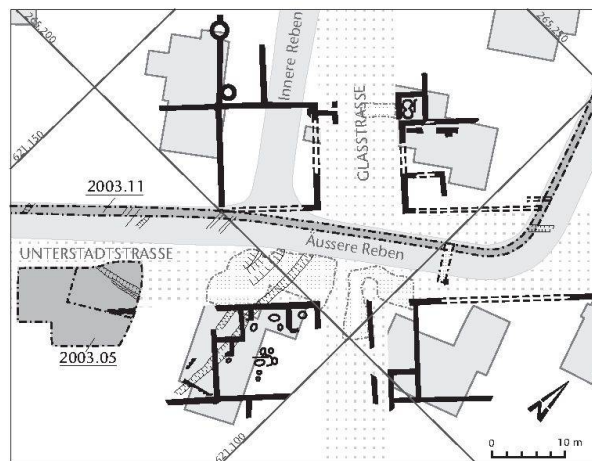 265,200
265,250
621,150
Innere Reben
GLASSTRASSE
2003.11
UNTERSTADTSTRASSE
Äussere Reben
2003.05
621,100
N
0 10 m